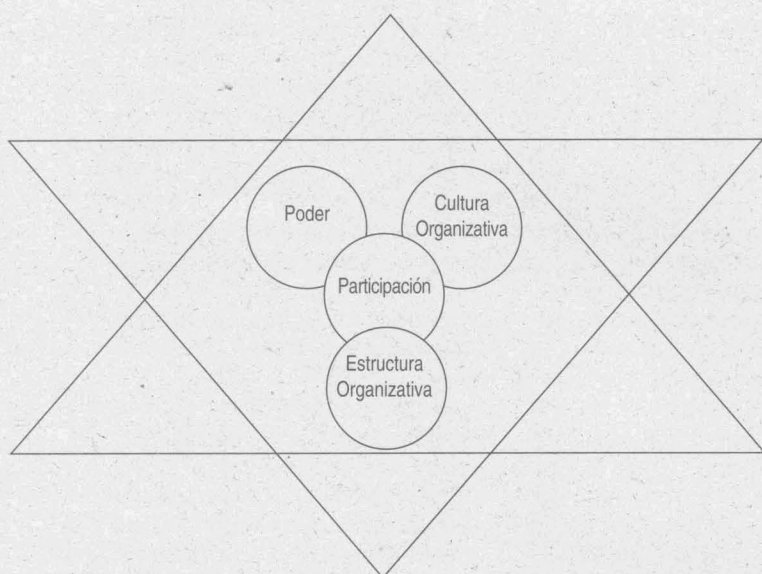 Poder
Cultura
Organizativa
Participación
Estructura
Organizativa